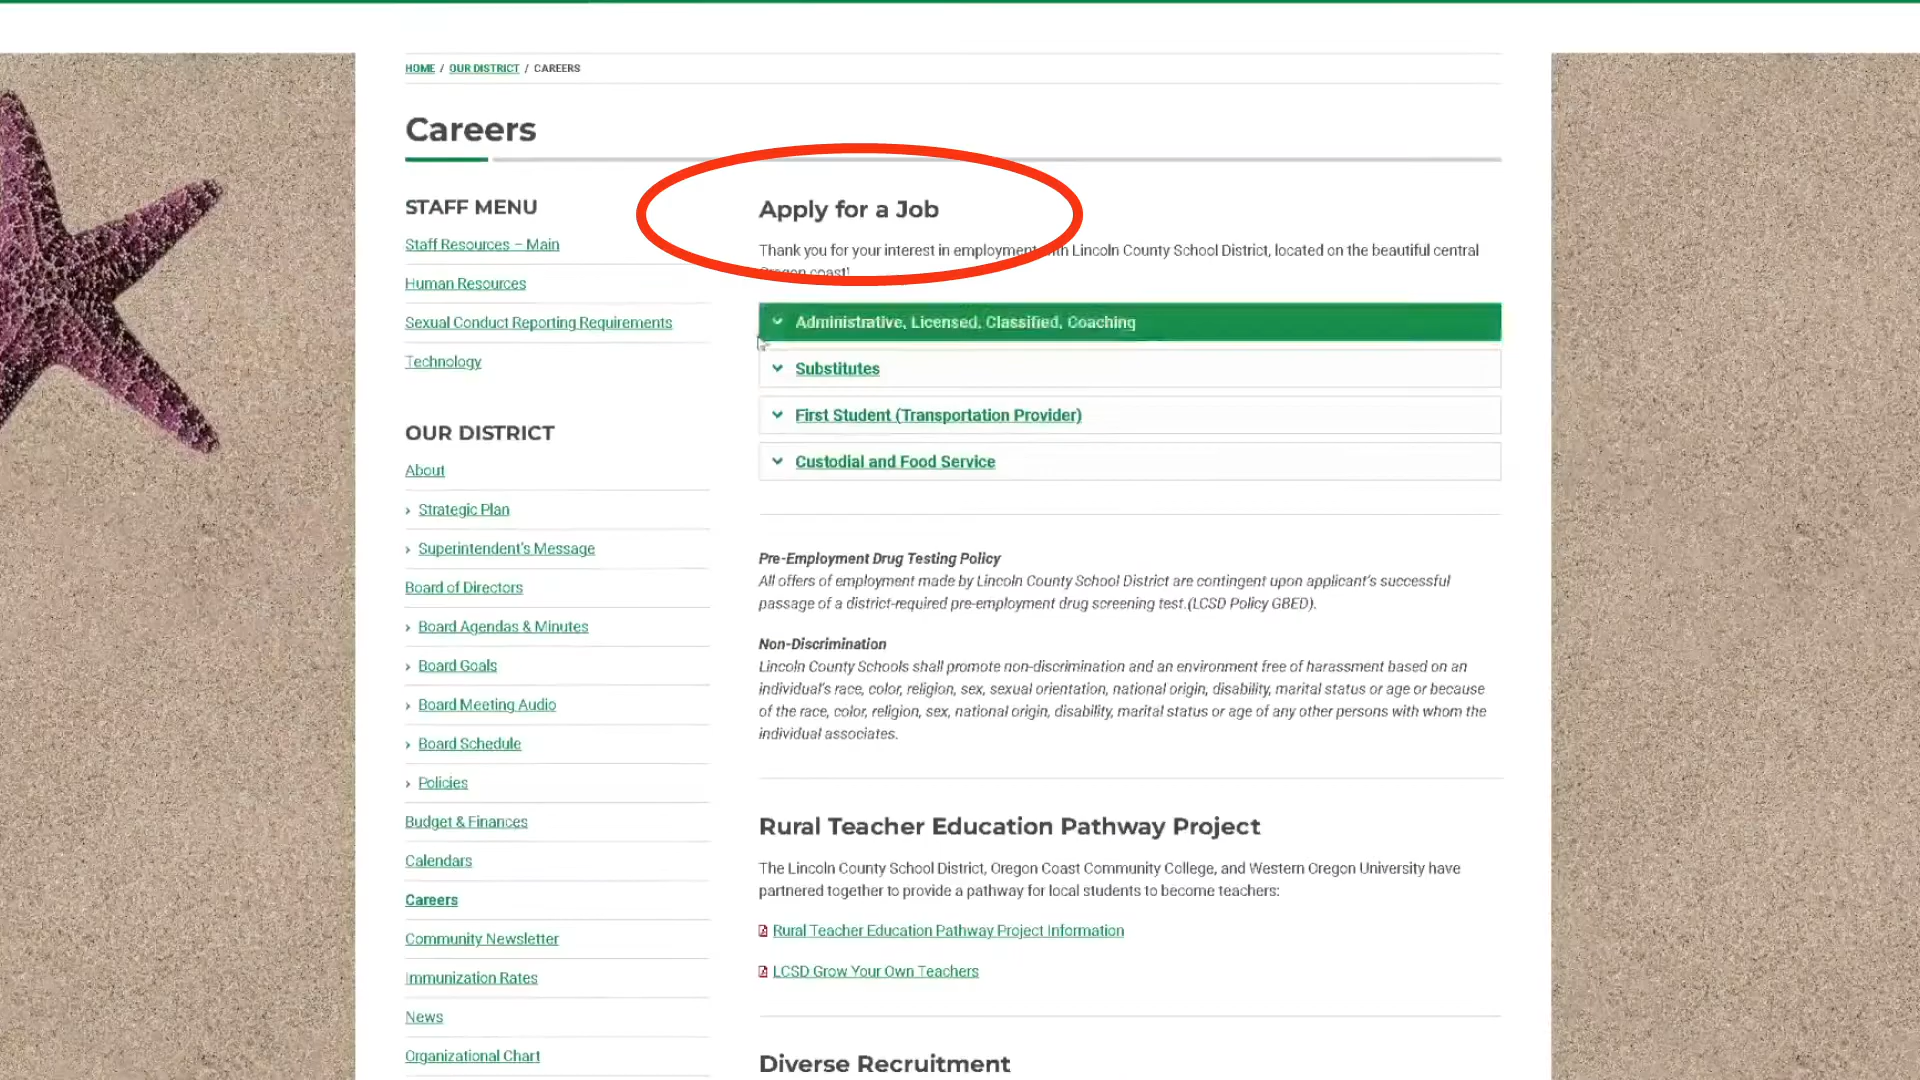 HOME / OUR DISTRICT / CAREERS
Careers
STAFF MENU
Staff Resources – Main
Human Resources
Sexual Conduct Reporting Requirements
Technology
OUR DISTRICT
About
Strategic Plan
Superintendent's Message
Board of Directors
Board Agendas & Minutes
Board Goals
Board Meeting Audio
Board Schedule
Policies
Budget & Finances
Calendars
Careers
Community Newsletter
Immunization Rates
News
Organizational Chart
Apply for a Job
Thank you for your interest in employment with Lincoln County School District, located on the beautiful central
Oregon coast!
Administrative, Licensed, Classified, Coaching
Substitutes
First Student (Transportation Provider)
Custodial and Food Service
Pre-Employment Drug Testing Policy
All offers of employment made by Lincoln County School District are contingent upon applicant's successful
passage of a district-required pre-employment drug screening test.(LCSD Policy GBED).
Non-Discrimination
Lincoln County Schools shall promote non-discrimination and an environment free of harassment based on an
individual's race, color, religion, sex, sexual orientation, national origin, disability, marital status or age or because
of the race, color, religion, sex, national origin, disability, marital status or age of any other persons with whom the
individual associates.
Rural Teacher Education Pathway Project
The Lincoln County School District, Oregon Coast Community College, and Western Oregon University have
partnered together to provide a pathway for local students to become teachers:
Rural Teacher Education Pathway Project Information
LCSD Grow Your Own Teachers
Diverse Recruitment